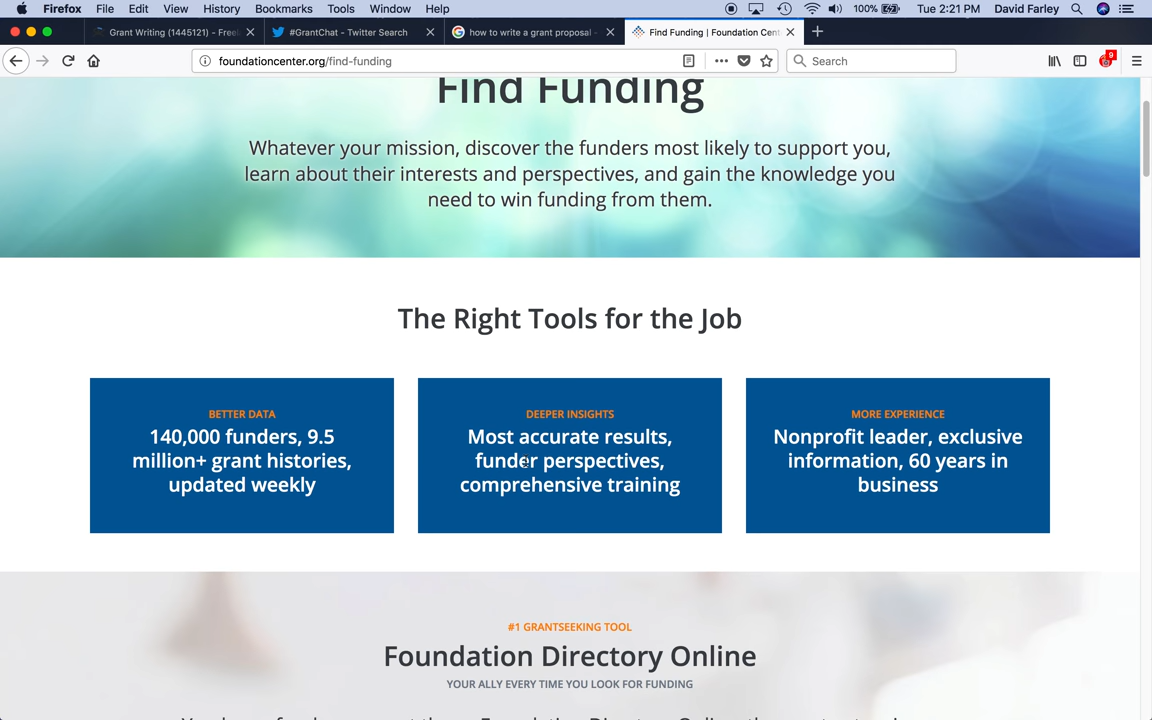 Firefox File Edit View History Bookmarks Tools Window Help 100% Tue 2:21 PM David Farley
Grant Writing (1445121) - Free
#GrantChat - Twitter Search
how to write a grant proposal -
Find Funding | Foundation Cent
foundationcenter.org/find-funding
Search
9
Find Funding
Whatever your mission, discover the funders most likely to support you,
learn about their interests and perspectives, and gain the knowledge you
need to win funding from them.
The Right Tools for the Job
BETTER DATA
140,000 funders, 9.5
million+ grant histories,
updated weekly
DEEPER INSIGHTS
Most accurate results,
funder perspectives,
comprehensive training
MORE EXPERIENCE
Nonprofit leader, exclusive
information, 60 years in
business
#1 GRANTSEEKING TOOL
Foundation Directory Online
YOUR ALLY EVERY TIME YOU LOOK FOR FUNDING